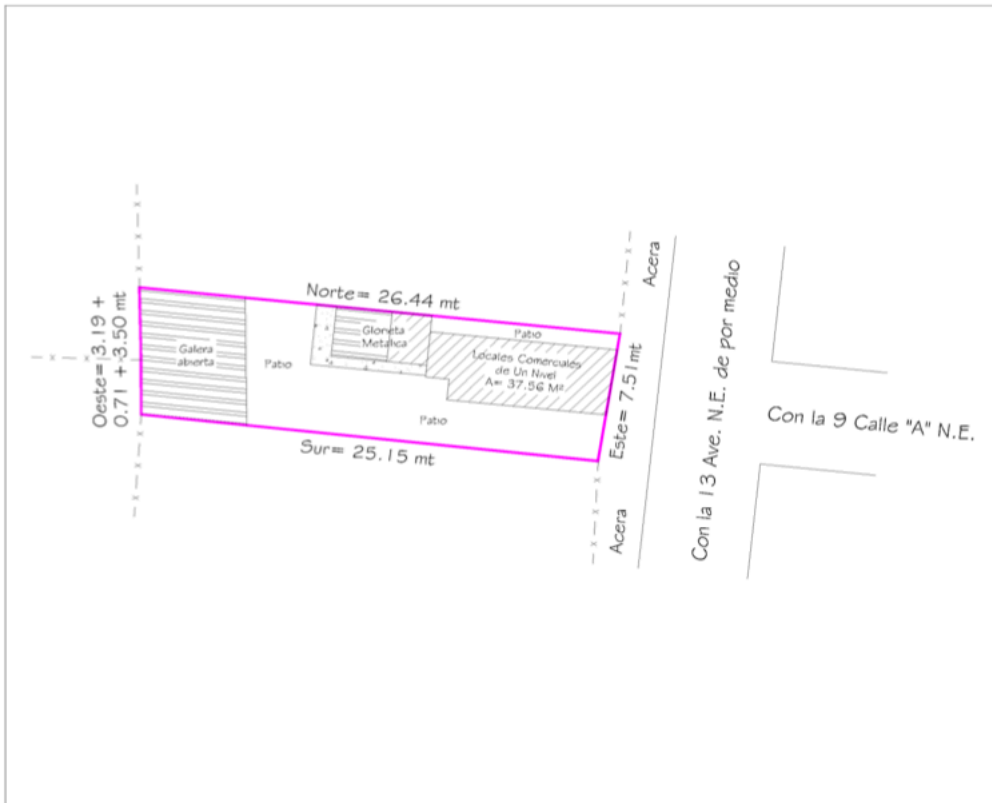 Acera
Norte= 26.44 mt
Oeste= 3.19 +
0.71 + 3.50 mt
Galera
abierta
Patio
Glorieta
Metalica
Patio
Locales Comerciales
de Un Nivel
A= 37.56 M²
Patio
Sur= 25.15 mt
Este= 7.51mt
Acera
Con la 13 Ave. N.E. de por medio
Con la 9 Calle "A" N.E.